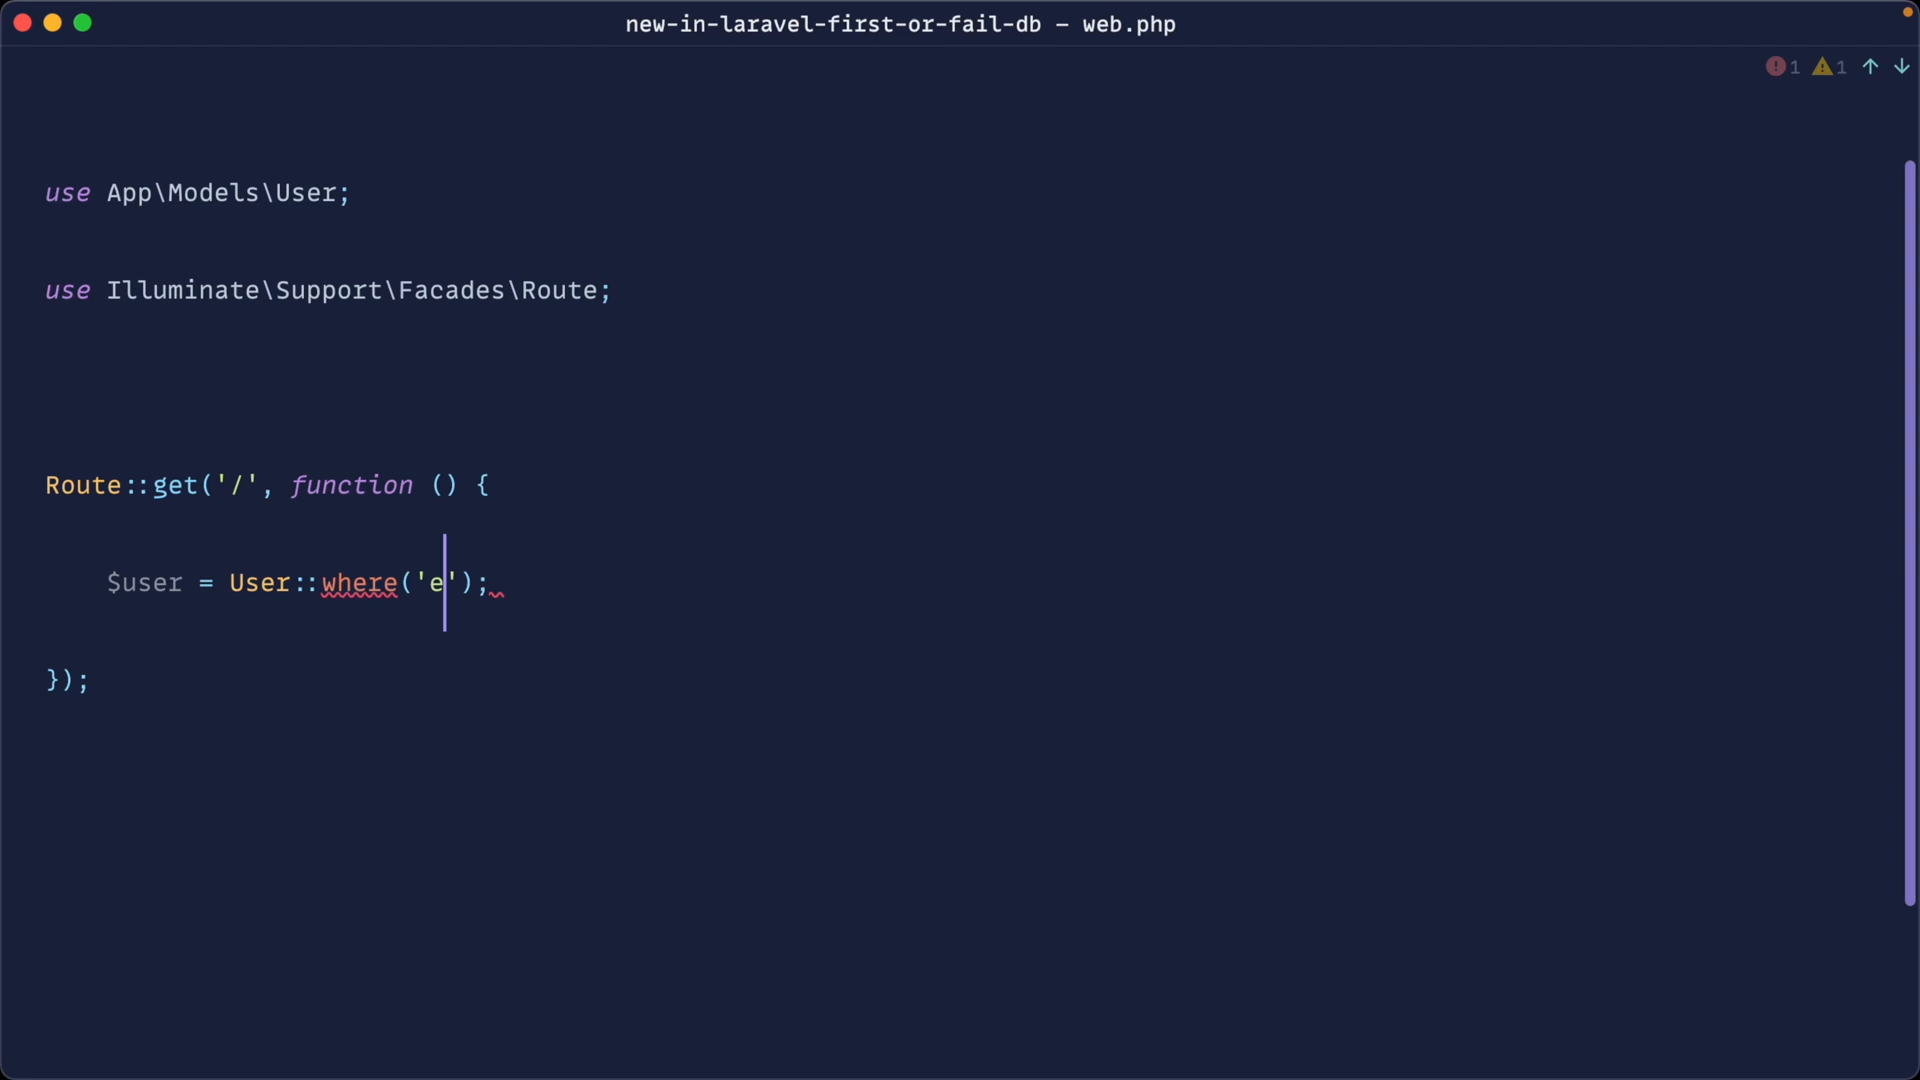 new-in-laravel-first-or-fail-db – web.php
1 1
use App\Models\User;
use Illuminate\Support\Facades\Route;
Route::get('/', function () {
$user = User::where('e');
});